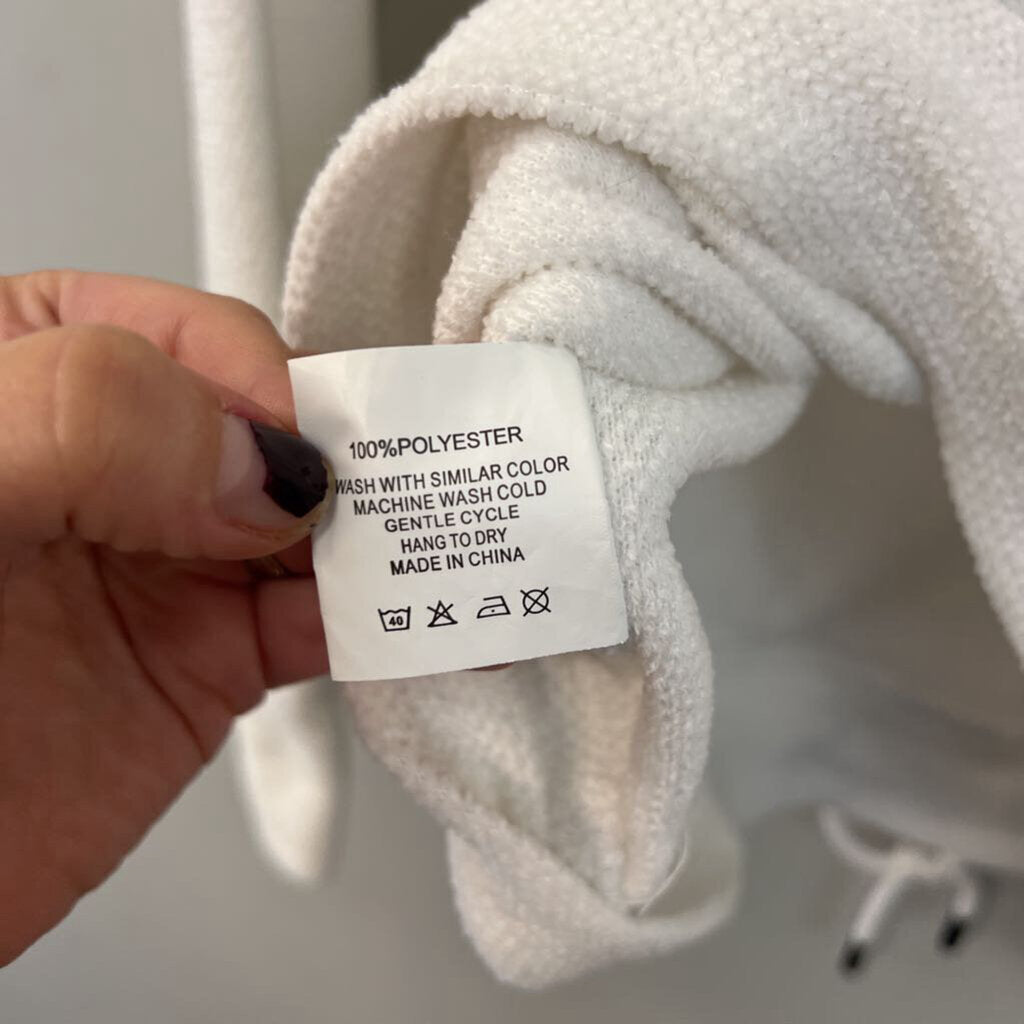 100%POLYESTER
WASH WITH SIMILAR COLOR
MACHINE WASH COLD
GENTLE CYCLE
HANG TO DRY
MADE IN CHINA
40